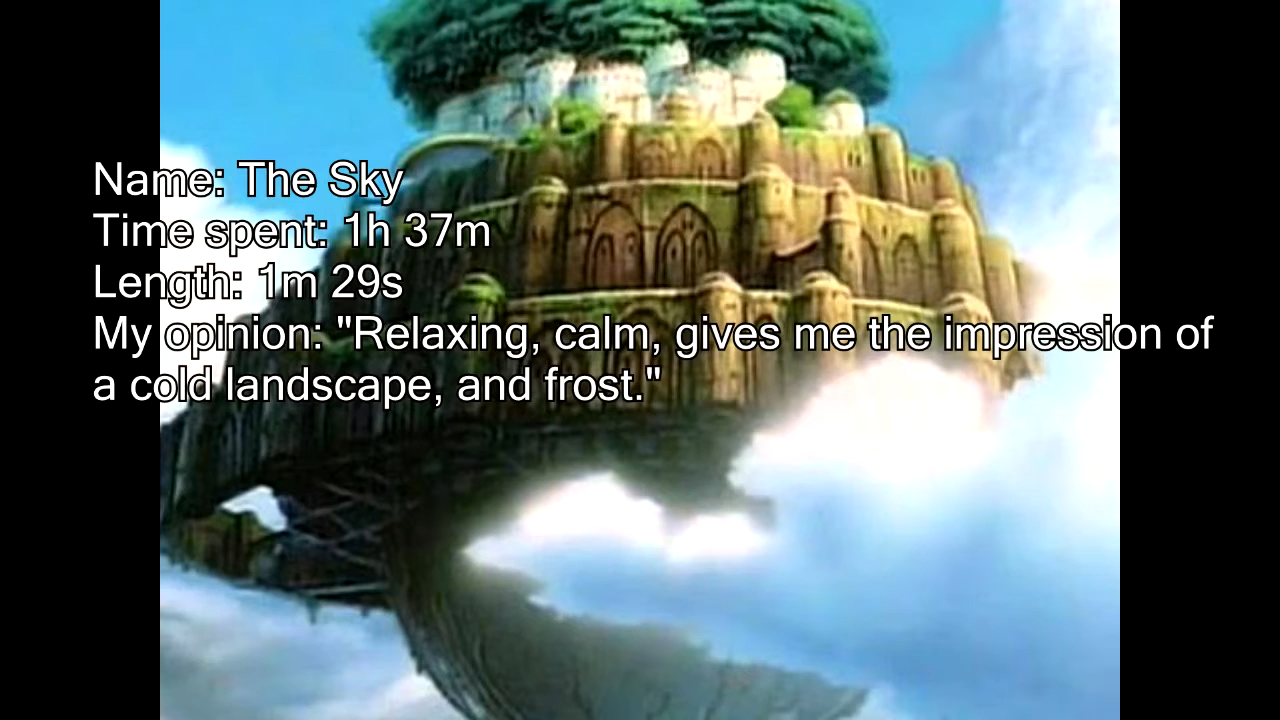 Name: The Sky
Time spent: 1h 37m
Length: 1m 29s
My opinion: "Relaxing, calm, gives me the impression of
a cold landscape, and frost."